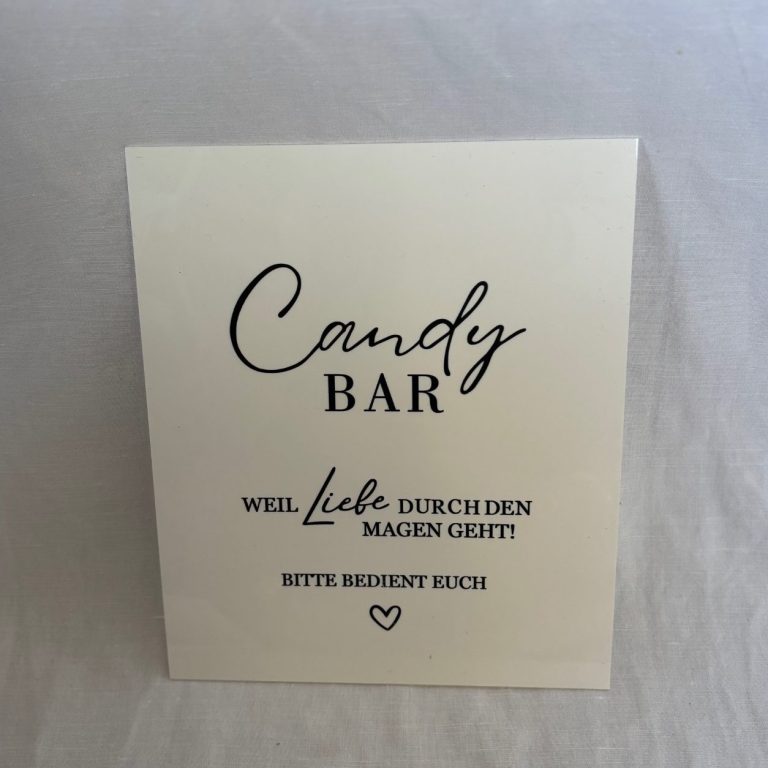 Candy
BAR
WEIL Liebe DURCH DEN
MAGEN GEHT!
BITTE BEDIENT EUCH